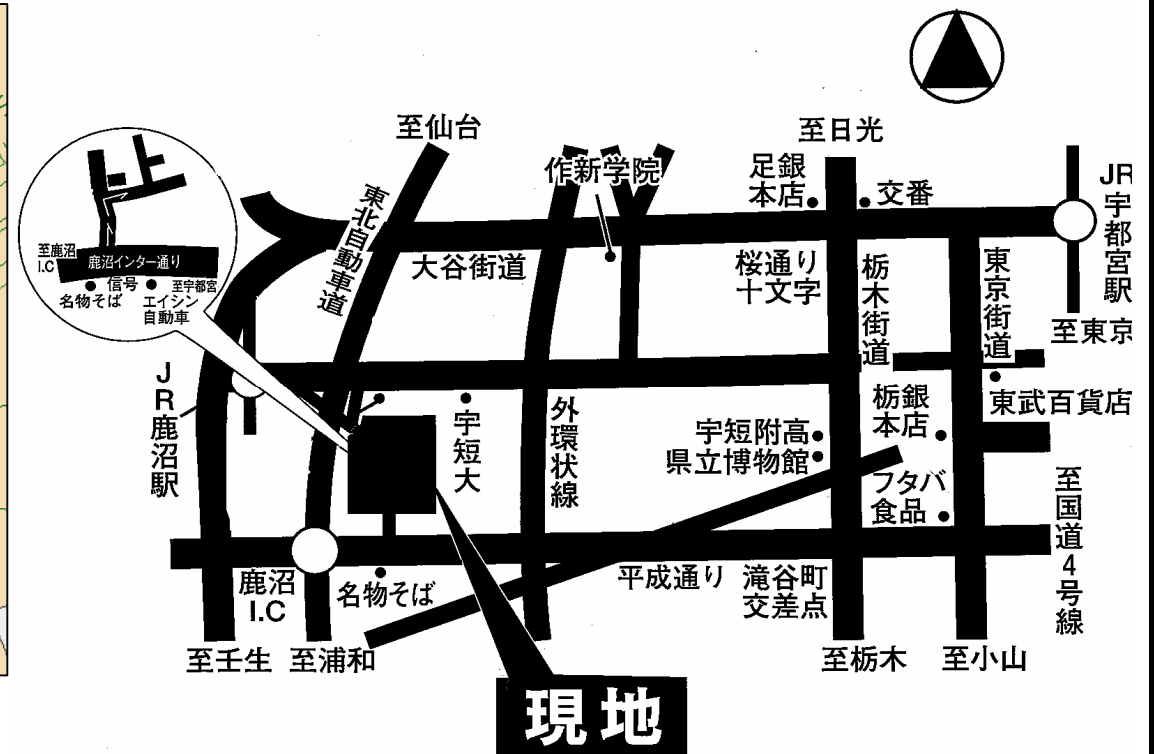 至仙台
至日光
作新学院
足銀
本店
交番
JR
宇都宮駅
東北自動車道
至鹿沼
I.C
鹿沼インター通り
信号
至宇都宮
名物そば
エイシン
自動車
大谷街道
桜通り
十文字
栃木街道
東京街道
至東京
JR鹿沼駅
宇短大
外環状線
宇短附高
県立博物館
栃銀
本店
東武百貨店
フタバ
食品
至国道4号線
鹿沼
I.C
名物そば
平成通り
滝谷町
交差点
至壬生
至浦和
至栃木
至小山
現地